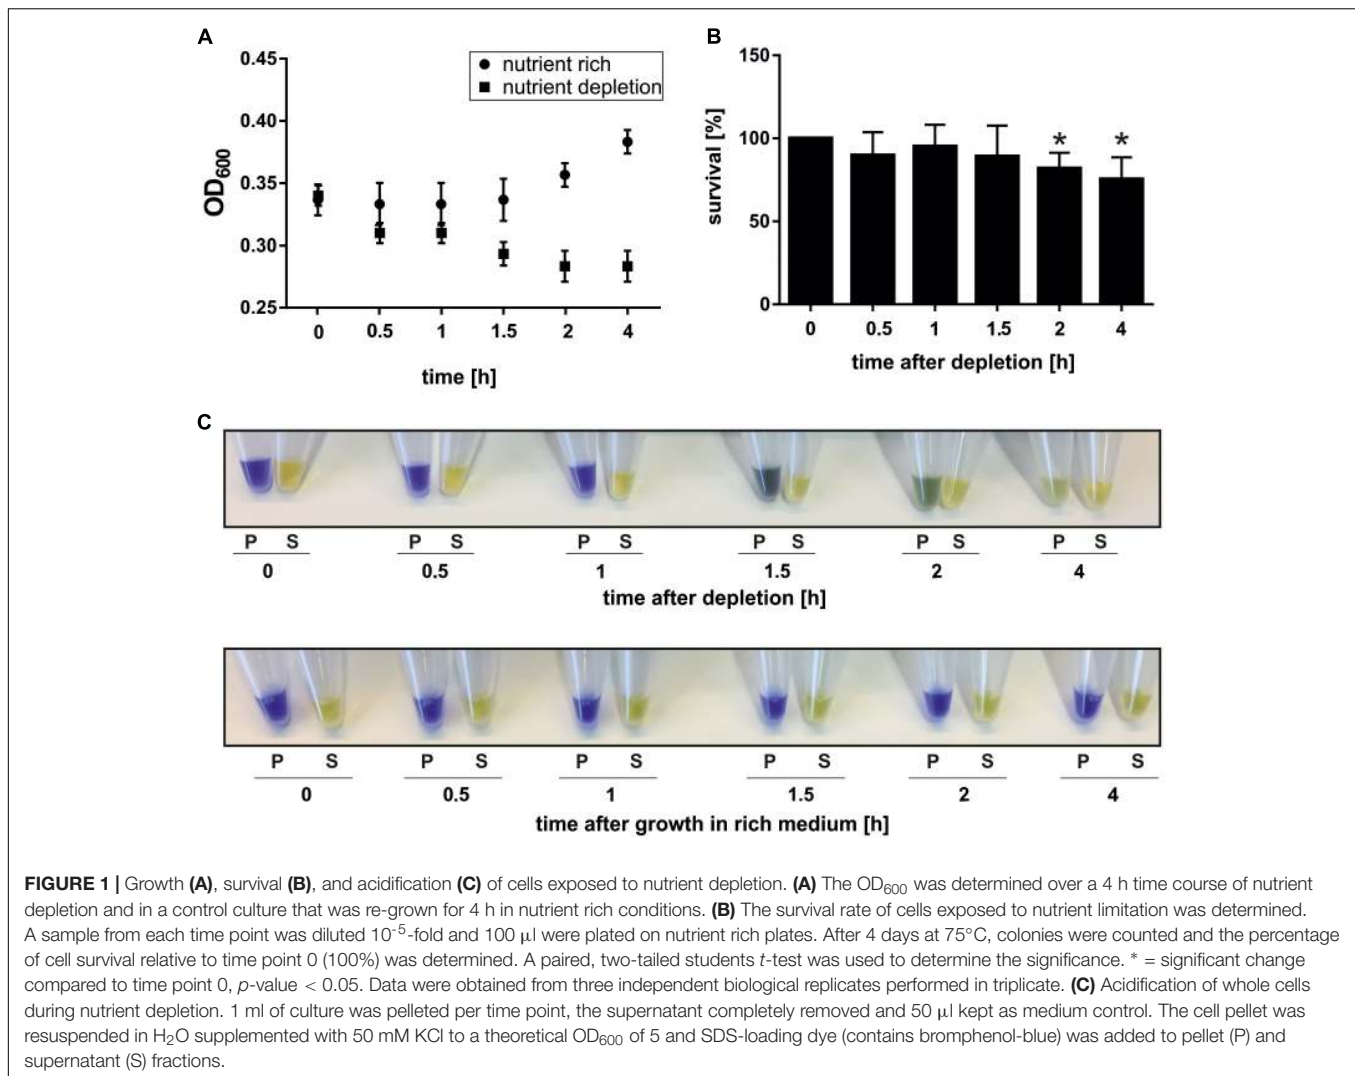 A
0.45
0.40
0.35
0.30
0.25
OD600
nutrient rich
nutrient depletion
0 0.5 1 1.5 2 4
time [h]
B
150
100
50
0
survival [%]
* *
0 0.5 1 1.5 2 4
time after depletion [h]
C
P S P S P S P S P S P S
0 0.5 1 1.5 2 4
time after depletion [h]
P S P S P S P S P S P S
0 0.5 1 1.5 2 4
time after growth in rich medium [h]
FIGURE 1 | Growth (A), survival (B), and acidification (C) of cells exposed to nutrient depletion. (A) The OD600 was determined over a 4 h time course of nutrient
depletion and in a control culture that was re-grown for 4 h in nutrient rich conditions. (B) The survival rate of cells exposed to nutrient limitation was determined.
A sample from each time point was diluted 10-5-fold and 100 μl were plated on nutrient rich plates. After 4 days at 75°C, colonies were counted and the percentage
of cell survival relative to time point 0 (100%) was determined. A paired, two-tailed students t-test was used to determine the significance. * = significant change
compared to time point 0, p-value < 0.05. Data were obtained from three independent biological replicates performed in triplicate. (C) Acidification of whole cells
during nutrient depletion. 1 ml of culture was pelleted per time point, the supernatant completely removed and 50 μl kept as medium control. The cell pellet was
resuspended in H2O supplemented with 50 mM KCl to a theoretical OD600 of 5 and SDS-loading dye (contains bromphenol-blue) was added to pellet (P) and
supernatant (S) fractions.